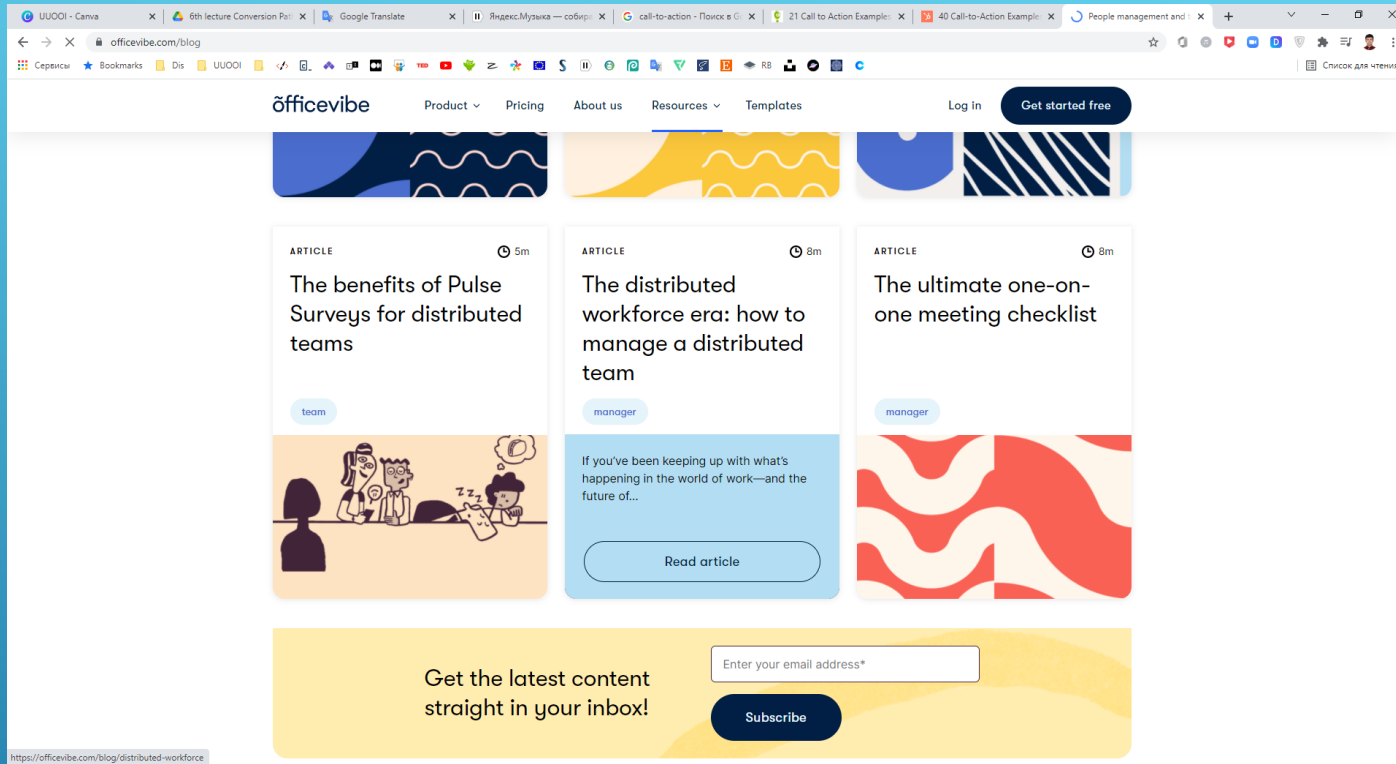 UUOOI - Canva
6th lecture Conversion Pat
Google Translate
Яндекс.Музыка — собира
call-to-action - Поиск в G
21 Call to Action Examples
40 Call-to-Action Examples
People management and t
officevibe.com/blog
Сервисы
Bookmarks
Dis
UUOOI
TED
RB
Список для чтения
officevibe
Product
Pricing
About us
Resources
Templates
Log in
Get started free
ARTICLE
5m
The benefits of Pulse
Surveys for distributed
teams
team
ARTICLE
8m
The distributed
workforce era: how to
manage a distributed
team
manager
If you've been keeping up with what's
happening in the world of work—and the
future of...
Read article
ARTICLE
8m
The ultimate one-on-
one meeting checklist
manager
zzz
Get the latest content
straight in your inbox!
Enter your email address*
Subscribe
https://officevibe.com/blog/distributed-workforce